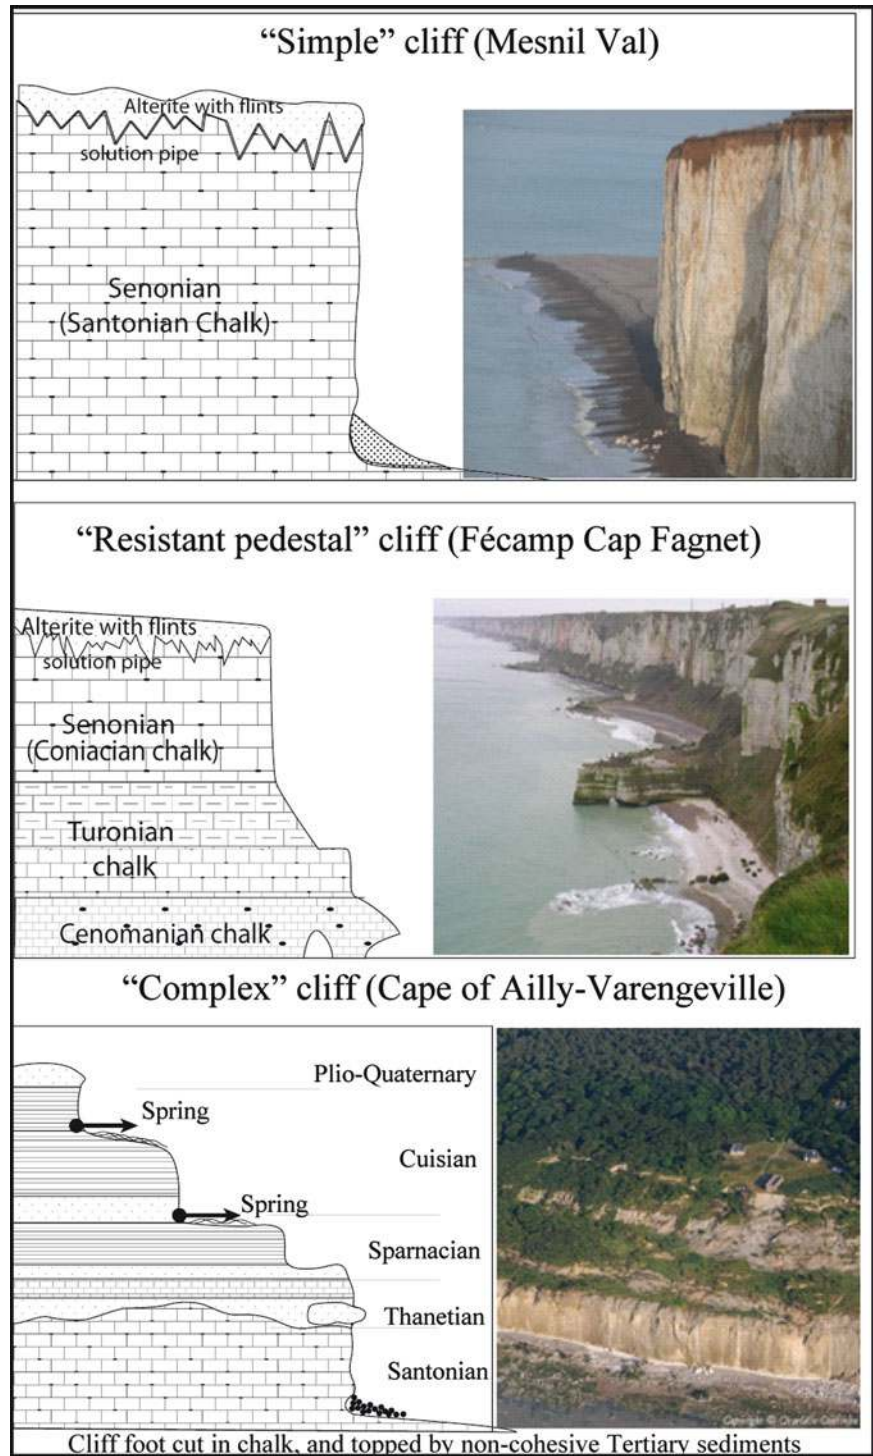 “Simple” cliff (Mesnil Val)
Alterite with flints
solution pipe
Senonian
(Santonian Chalk)
“Resistant pedestal” cliff (Fécamp Cap Fagnet)
Alterite with flints
solution pipe
Senonian
(Coniacian chalk)
Turonian
chalk
Cenomanian chalk
“Complex” cliff (Cape of Ailly-Varengeville)
Plio-Quaternary
Spring
Cuisian
Spring
Sparnacian
Thanetian
Santonian
Copyright ©
Cliff foot cut in chalk, and topped by non-cohesive Tertiary sediments